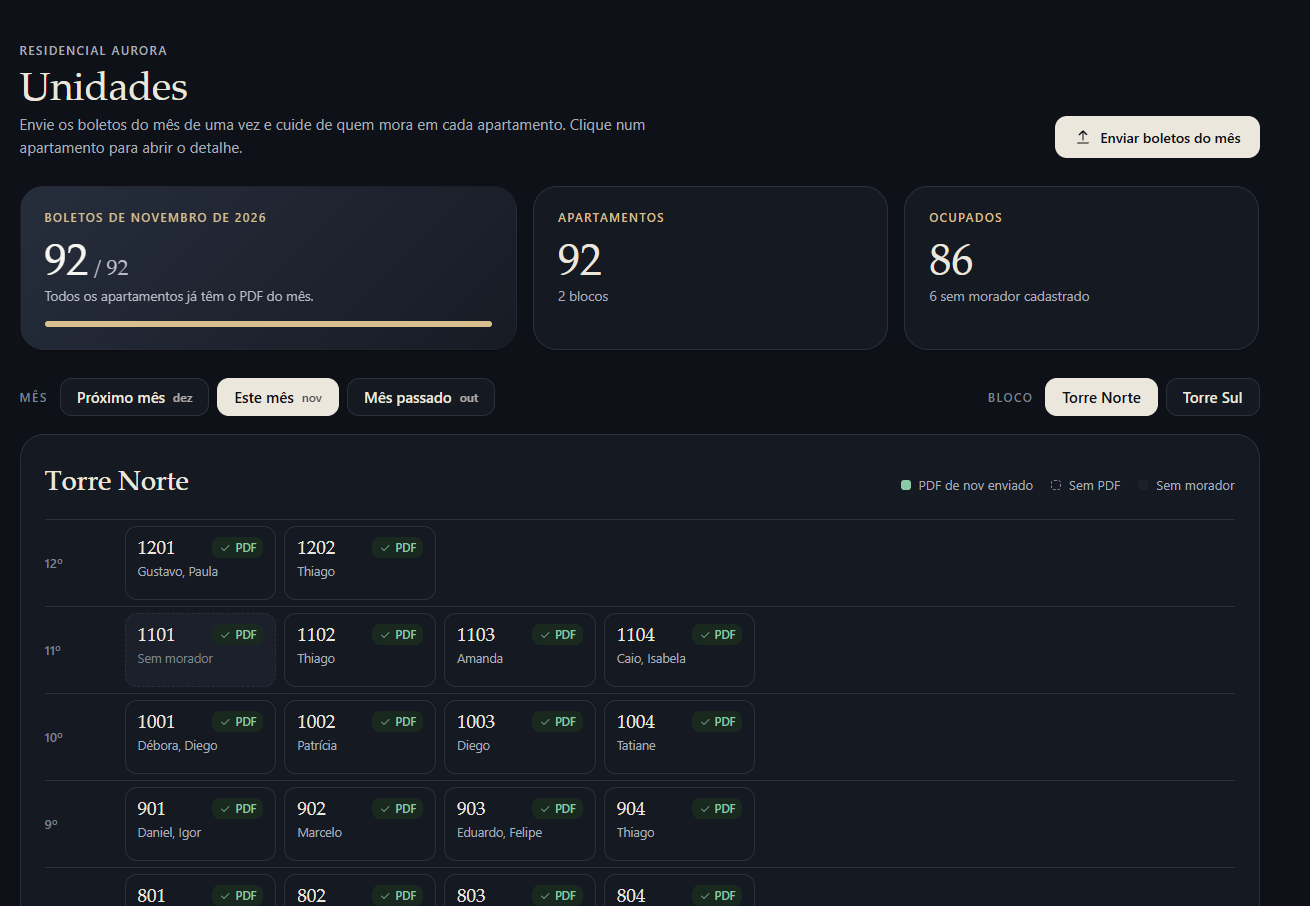 RESIDENCIAL AURORA
Unidades
Envie os boletos do mês de uma vez e cuide de quem mora em cada apartamento. Clique num
apartamento para abrir o detalhe.
Enviar boletos do mês
BOLETOS DE NOVEMBRO DE 2026
92 / 92
Todos os apartamentos já têm o PDF do mês.
APARTAMENTOS
92
2 blocos
OCUPADOS
86
6 sem morador cadastrado
MÊS
Próximo mês dez
Este mês nov
Mês passado out
BLOCO
Torre Norte
Torre Sul
Torre Norte
PDF de nov enviado
Sem PDF
Sem morador
12º
1201 PDF
Gustavo, Paula
1202 PDF
Thiago
11º
1101 PDF
Sem morador
1102 PDF
Thiago
1103 PDF
Amanda
1104 PDF
Caio, Isabela
10º
1001 PDF
Débora, Diego
1002 PDF
Patrícia
1003 PDF
Diego
1004 PDF
Tatiane
9º
901 PDF
Daniel, Igor
902 PDF
Marcelo
903 PDF
Eduardo, Felipe
904 PDF
Thiago
801 PDF
802 PDF
803 PDF
804 PDF